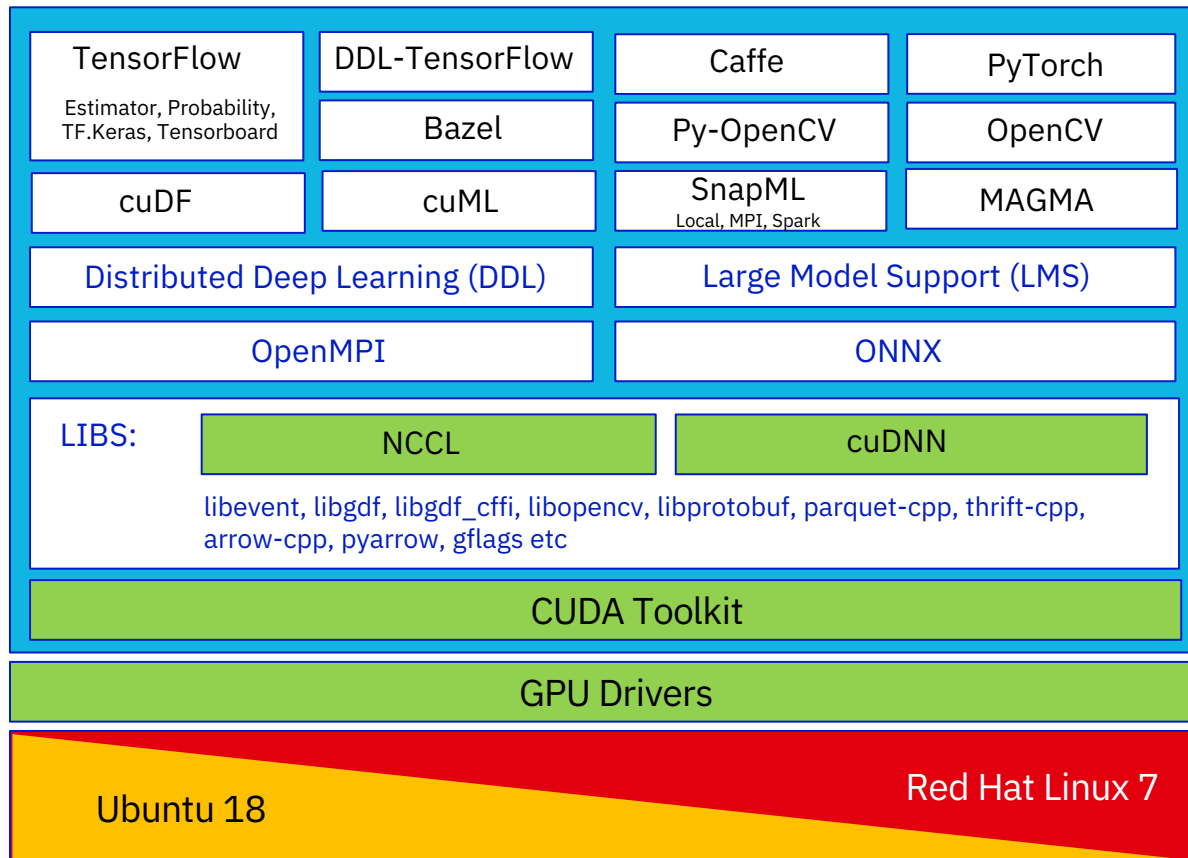 TensorFlow
Estimator, Probability,
TF.Keras, Tensorboard
DDL-TensorFlow
Caffe
PyTorch
Bazel
Py-OpenCV
OpenCV
cuDF
cuML
SnapML
Local, MPI, Spark
MAGMA
Distributed Deep Learning (DDL)
Large Model Support (LMS)
OpenMPI
ONNX
LIBS:
NCCL
cuDNN
libevent, libgdf, libgdf_cffi, libopencv, libprotobuf, parquet-cpp, thrift-cpp,
arrow-cpp, pyarrow, gflags etc
CUDA Toolkit
GPU Drivers
Ubuntu 18
Red Hat Linux 7